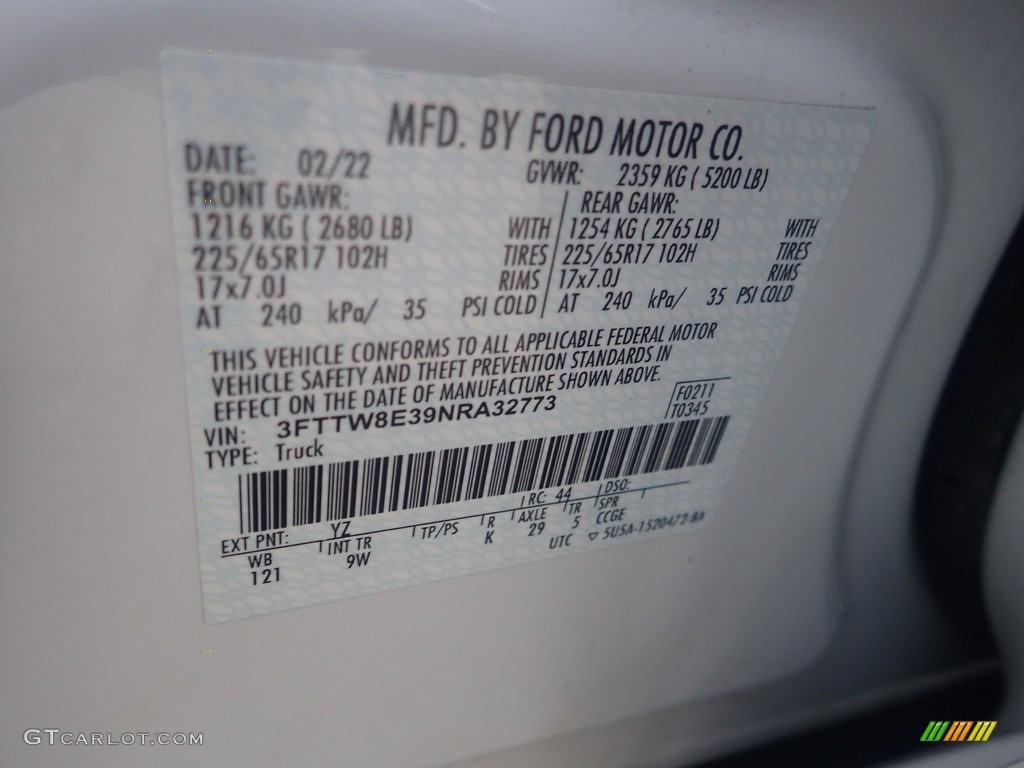 MFD. BY FORD MOTOR CO.
DATE: 02/22 GVWR: 2359 KG ( 5200 LB)
FRONT GAWR: REAR GAWR:
1216 KG ( 2680 LB) WITH 1254 KG ( 2765 LB) WITH
225/65R17 102H TIRES 225/65R17 102H TIRES
17x7.0J RIMS 17x7.0J RIMS
AT 240 kPa/ 35 PSI COLD AT 240 kPa/ 35 PSI COLD
THIS VEHICLE CONFORMS TO ALL APPLICABLE FEDERAL MOTOR
VEHICLE SAFETY AND THEFT PREVENTION STANDARDS IN
EFFECT ON THE DATE OF MANUFACTURE SHOWN ABOVE.
VIN: 3FTTW8E39NRA32773 F0211
TYPE: Truck T0345
EXT PNT: YZ RC: 44 DSO:
WB INT TR TP/PS R AXLE TR SPR
121 9W K 29 5 CCGE
UTC ▽ 5U5A-1520472-BA
GTCARLOT.COM